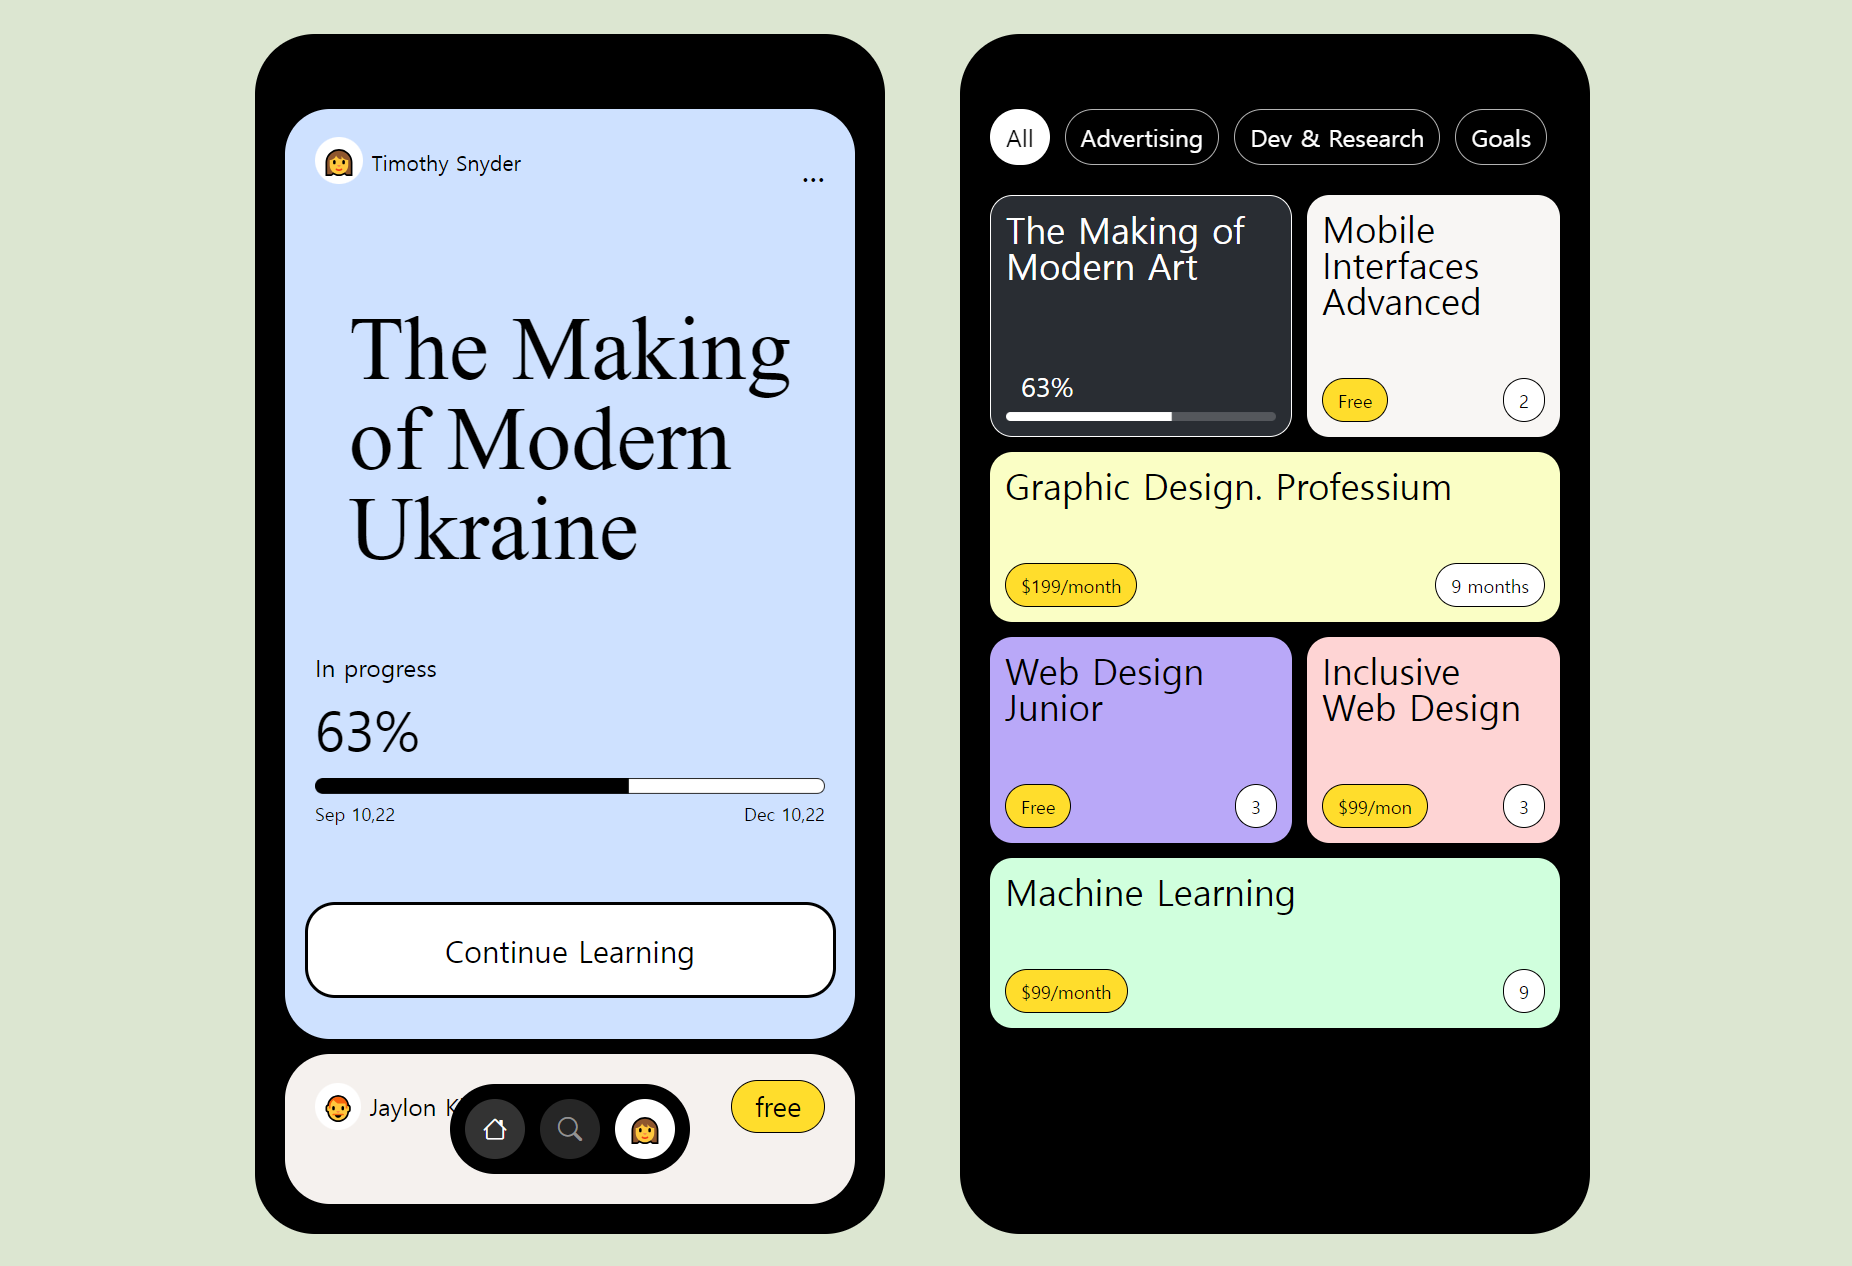 Timothy Snyder
...
The Making
of Modern
Ukraine
In progress
63%
Sep 10,22
Dec 10,22
Continue Learning
Jaylon
free
All
Advertising
Dev & Research
Goals
The Making of
Modern Art
63%
Mobile
Interfaces
Advanced
Free
2
Graphic Design. Professium
$199/month
9 months
Web Design
Junior
Free
3
Inclusive
Web Design
$99/mon
3
Machine Learning
$99/month
9